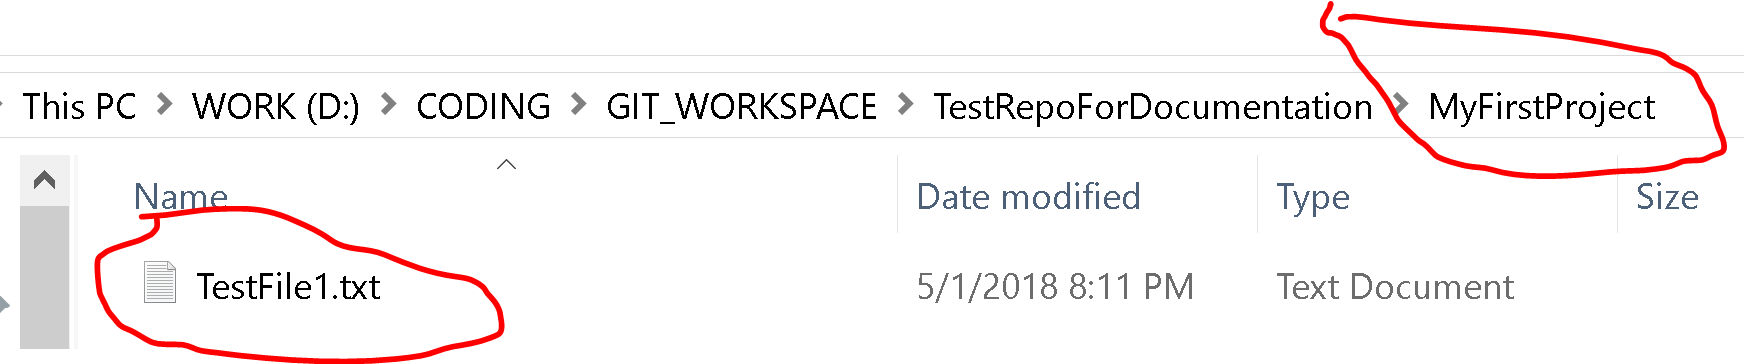 This PC > WORK (D:) > CODING > GIT_WORKSPACE > TestRepoForDocumentation > MyFirstProject
Name Date modified Type Size
TestFile1.txt 5/1/2018 8:11 PM Text Document